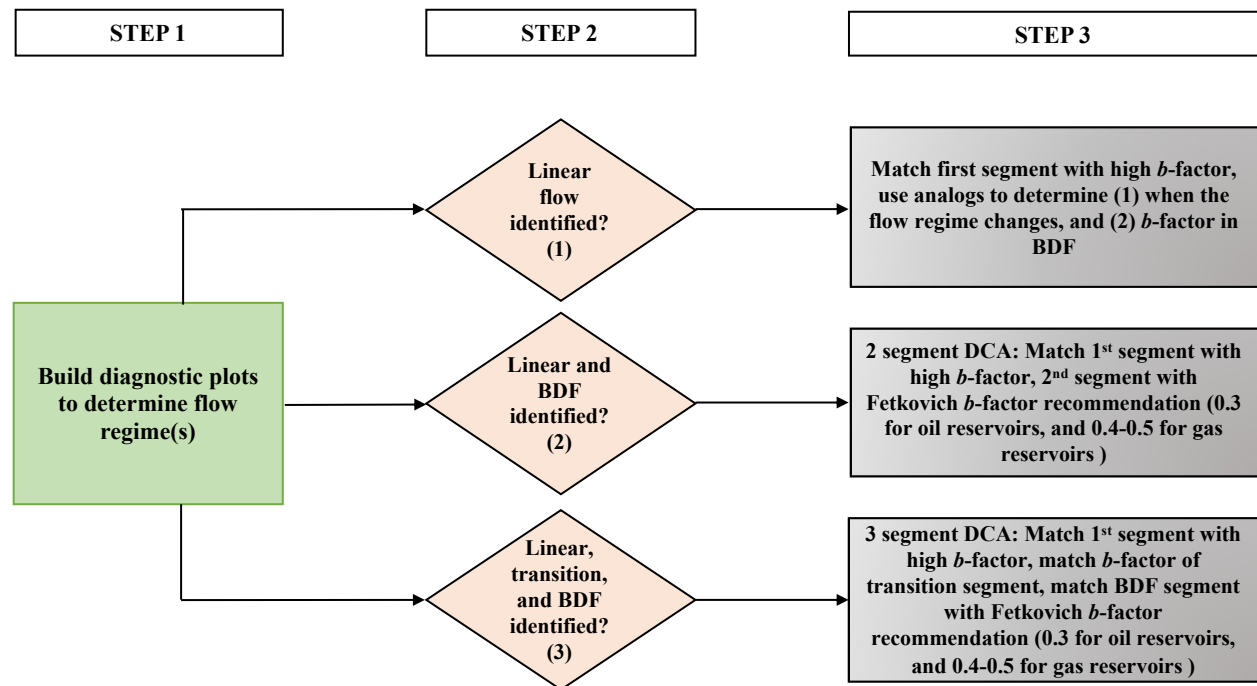 STEP 1
STEP 2
STEP 3
Build diagnostic plots
to determine flow
regime(s)
Linear
flow
identified?
(1)
Match first segment with high b-factor,
use analogs to determine (1) when the
flow regime changes, and (2) b-factor in
BDF
Linear and
BDF
identified?
(2)
2 segment DCA: Match 1st segment with
high b-factor, 2nd segment with
Fetkovich b-factor recommendation (0.3
for oil reservoirs, and 0.4-0.5 for gas
reservoirs )
Linear,
transition,
and BDF
identified?
(3)
3 segment DCA: Match 1st segment with
high b-factor, match b-factor of
transition segment, match BDF segment
with Fetkovich b-factor
recommendation (0.3 for oil reservoirs,
and 0.4-0.5 for gas reservoirs )